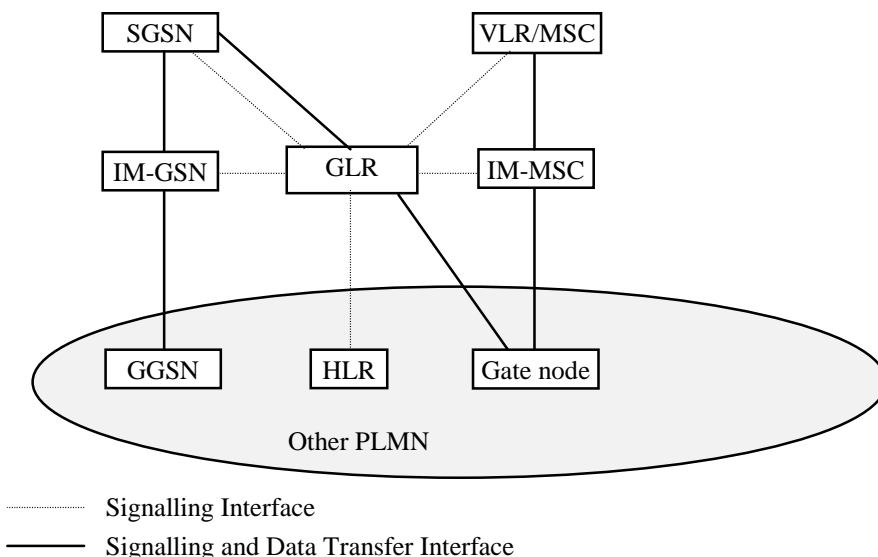 SGSN
VLR/MSC
IM-GSN
GLR
IM-MSC
GGSN
HLR
Gate node
Other PLMN
Signalling Interface
Signalling and Data Transfer Interface